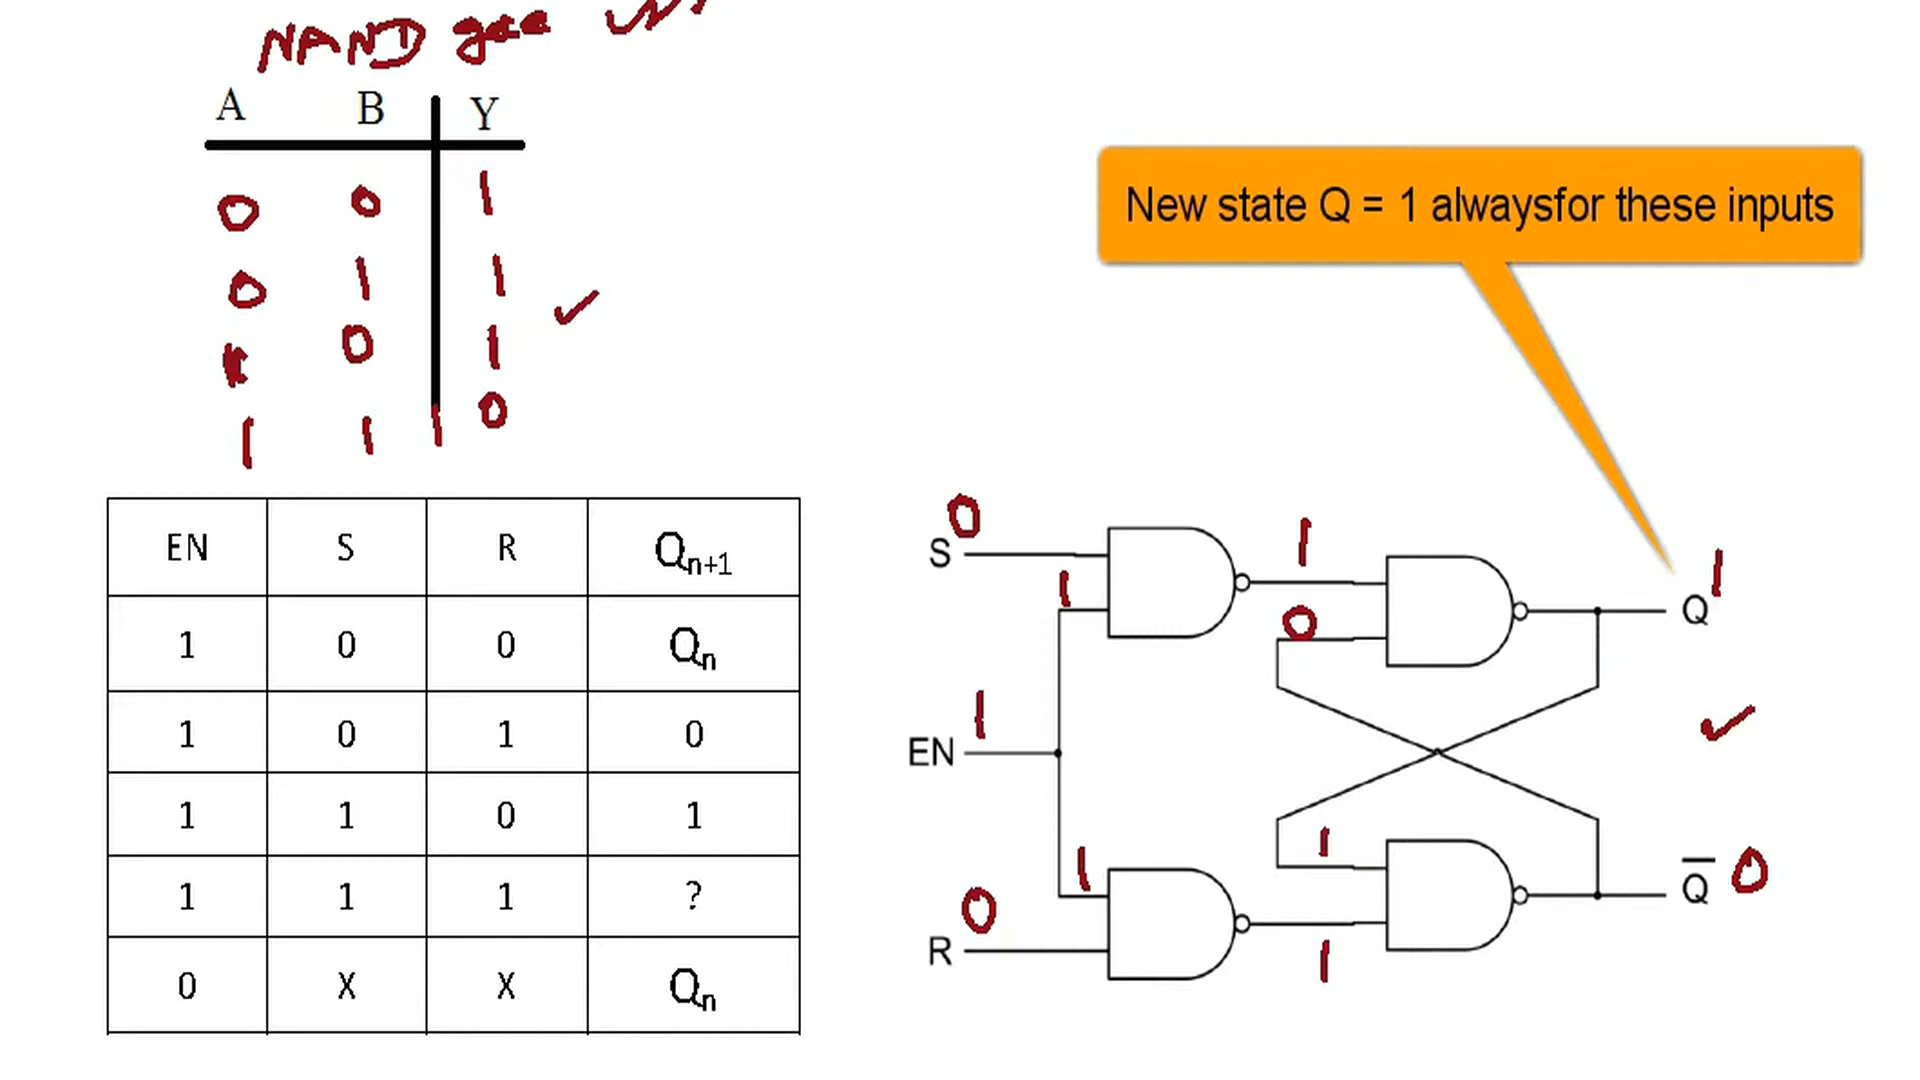 NAND
A B Y
0 0 1
0 1 1
0 1
1 1 0
New state Q = 1 alwaysfor these inputs
EN S R Qn+1
1 0 0 Qn
1 0 1 0
1 1 0 1
1 1 1 ?
0 X X Qn
0
S
1
1
0
1
Q
1
EN
1
1
0
R
1
Q̅ 0